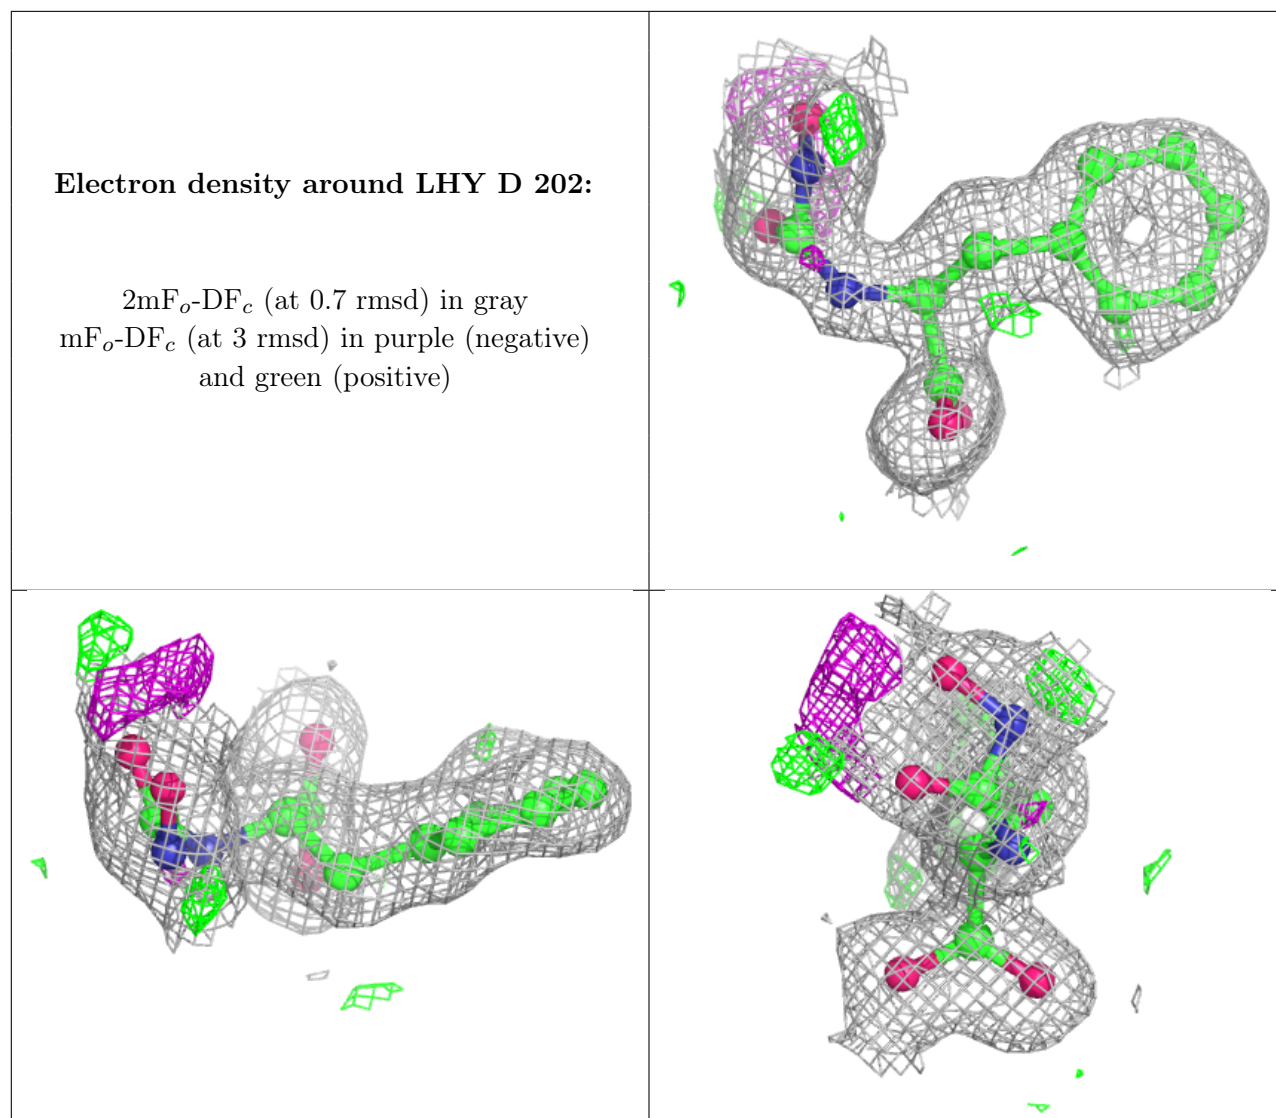 Electron density around LHY D 202:
2mFo-DFc (at 0.7 rmsd) in gray
mFo-DFc (at 3 rmsd) in purple (negative)
and green (positive)